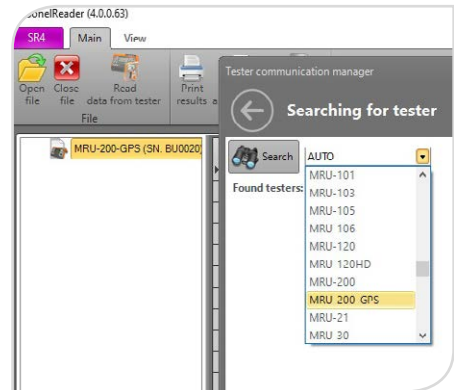 onelReader (4.0.0.63)
SR4 Main View
Open file
Close file
Read data from tester
Print results a
File
MRU-200-GPS (SN. BU0020
Tester communication manager
Searching for tester
Search
AUTO
Found testers:
MRU-101
MRU-103
MRU-105
MRU 106
MRU-120
MRU 120HD
MRU-200
MRU 200 GPS
MRU-21
MRU 30